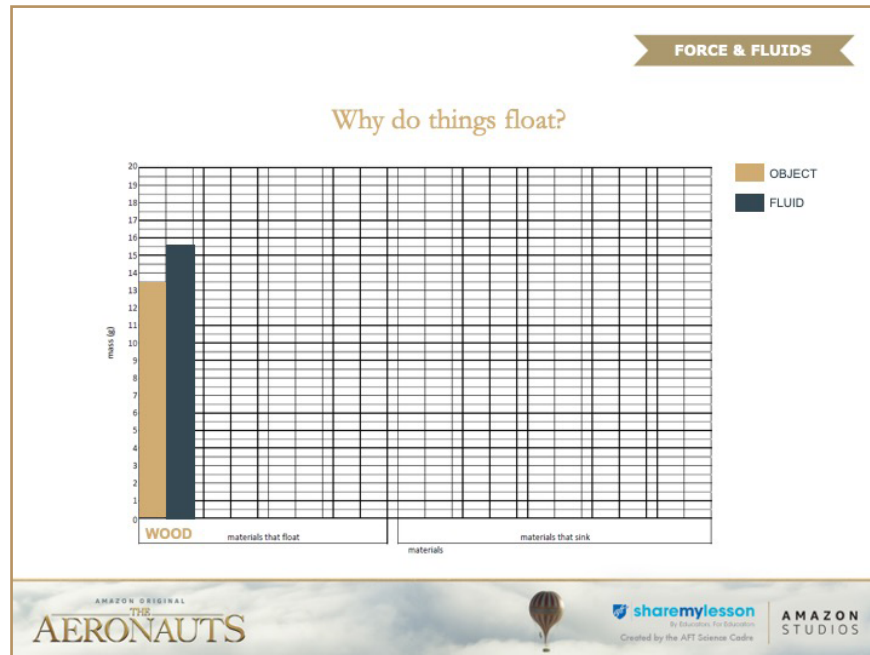 FORCE & FLUIDS
Why do things float?
OBJECT
FLUID
mass (g)
20
19
18
17
16
15
14
13
12
11
10
9
8
7
6
5
4
3
2
1
0
WOOD
materials that float
materials that sink
materials
AMAZON ORIGINAL
THE
AERONAUTS
sharemylesson
By Educators, For Educators
Created by the AFT Science Cadre
AMAZON
STUDIOS